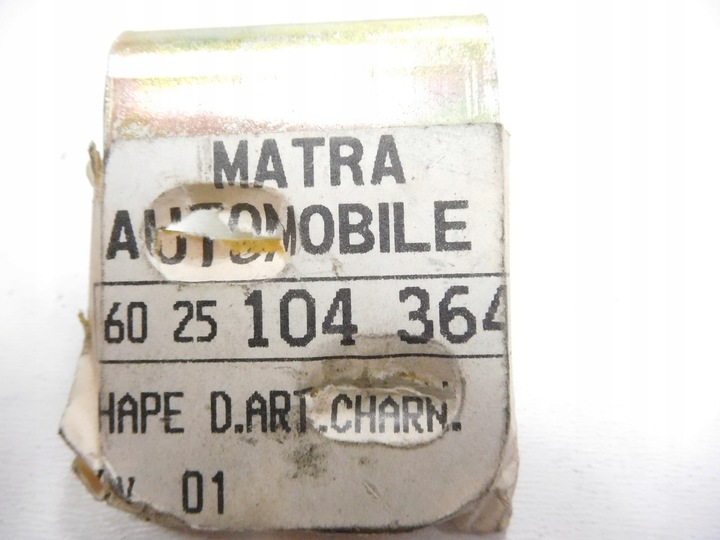 MATRA
AUTOMOBILE
60 25 104 364
HAPE D.ART.CHARN.
01